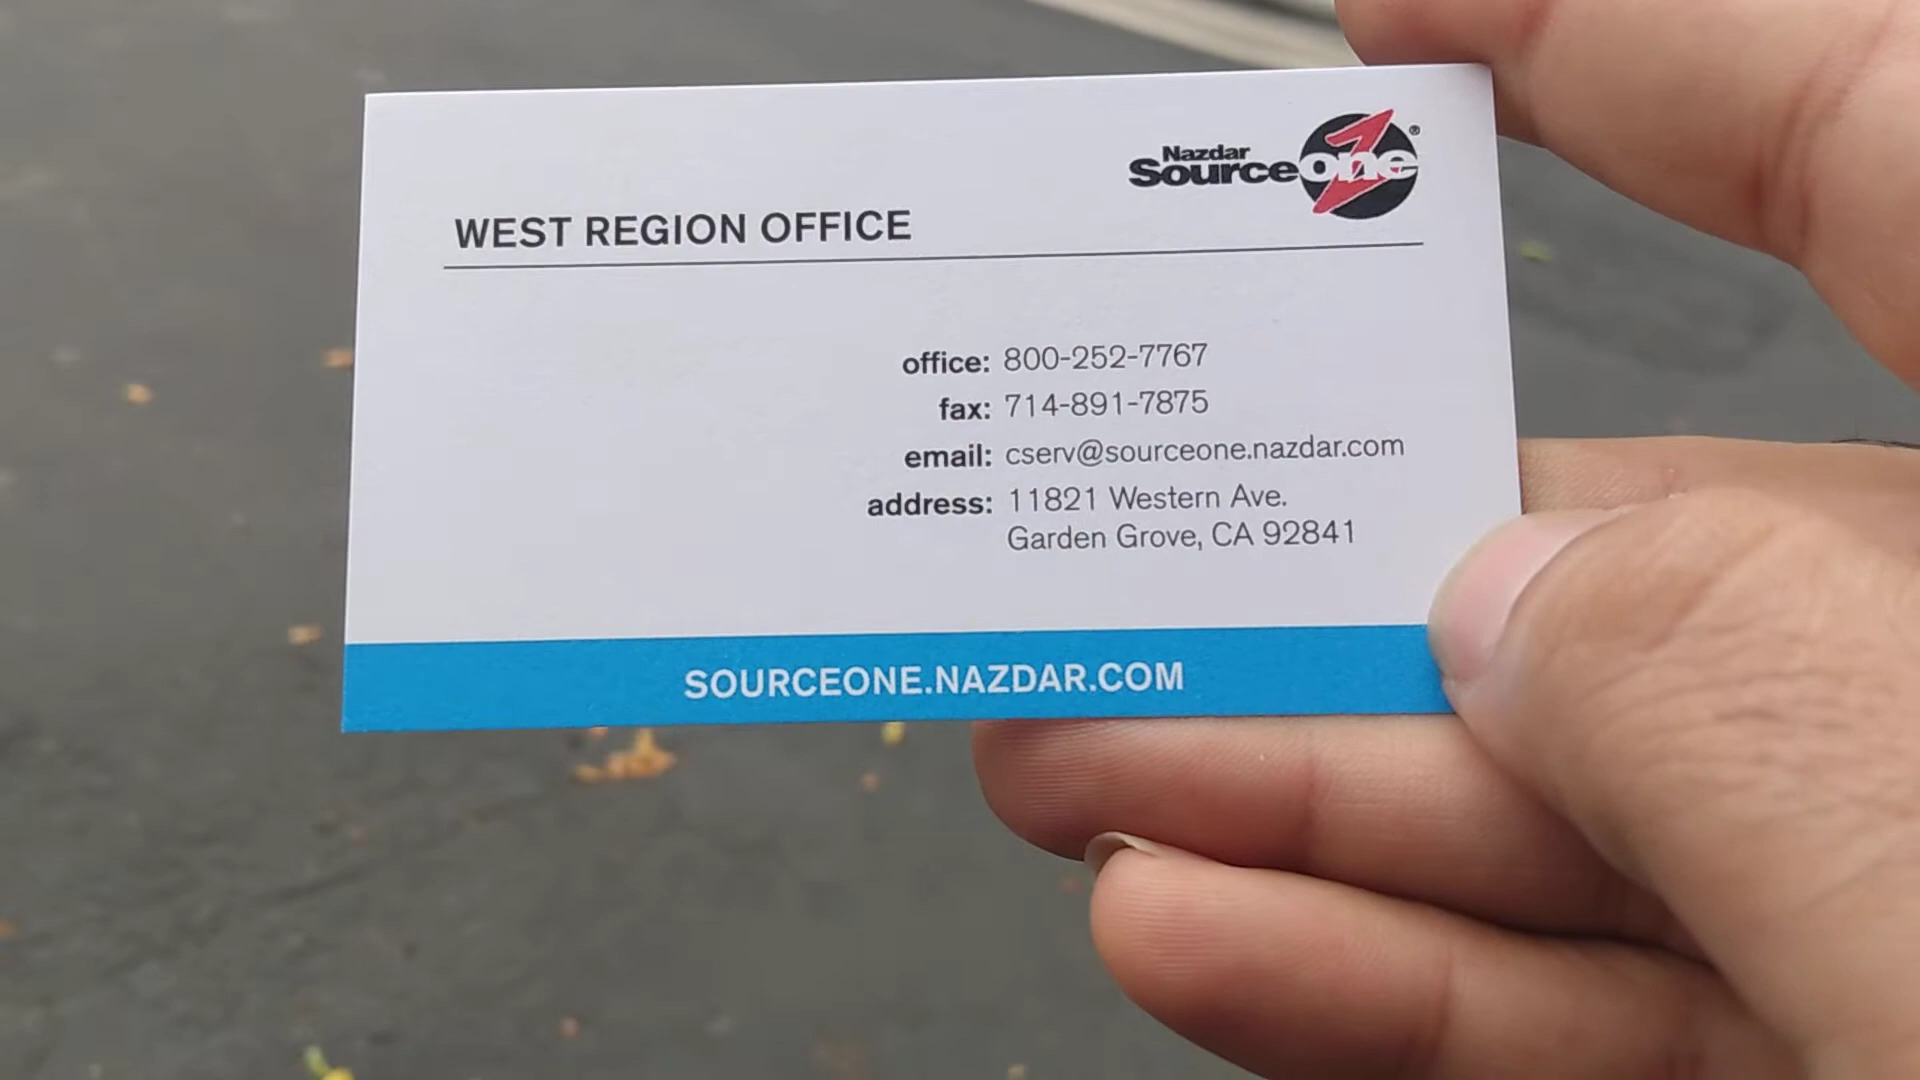 Nazdar
SourceOne®
WEST REGION OFFICE
office: 800-252-7767
fax: 714-891-7875
email: cserv@sourceone.nazdar.com
address: 11821 Western Ave.
Garden Grove, CA 92841
SOURCEONE.NAZDAR.COM